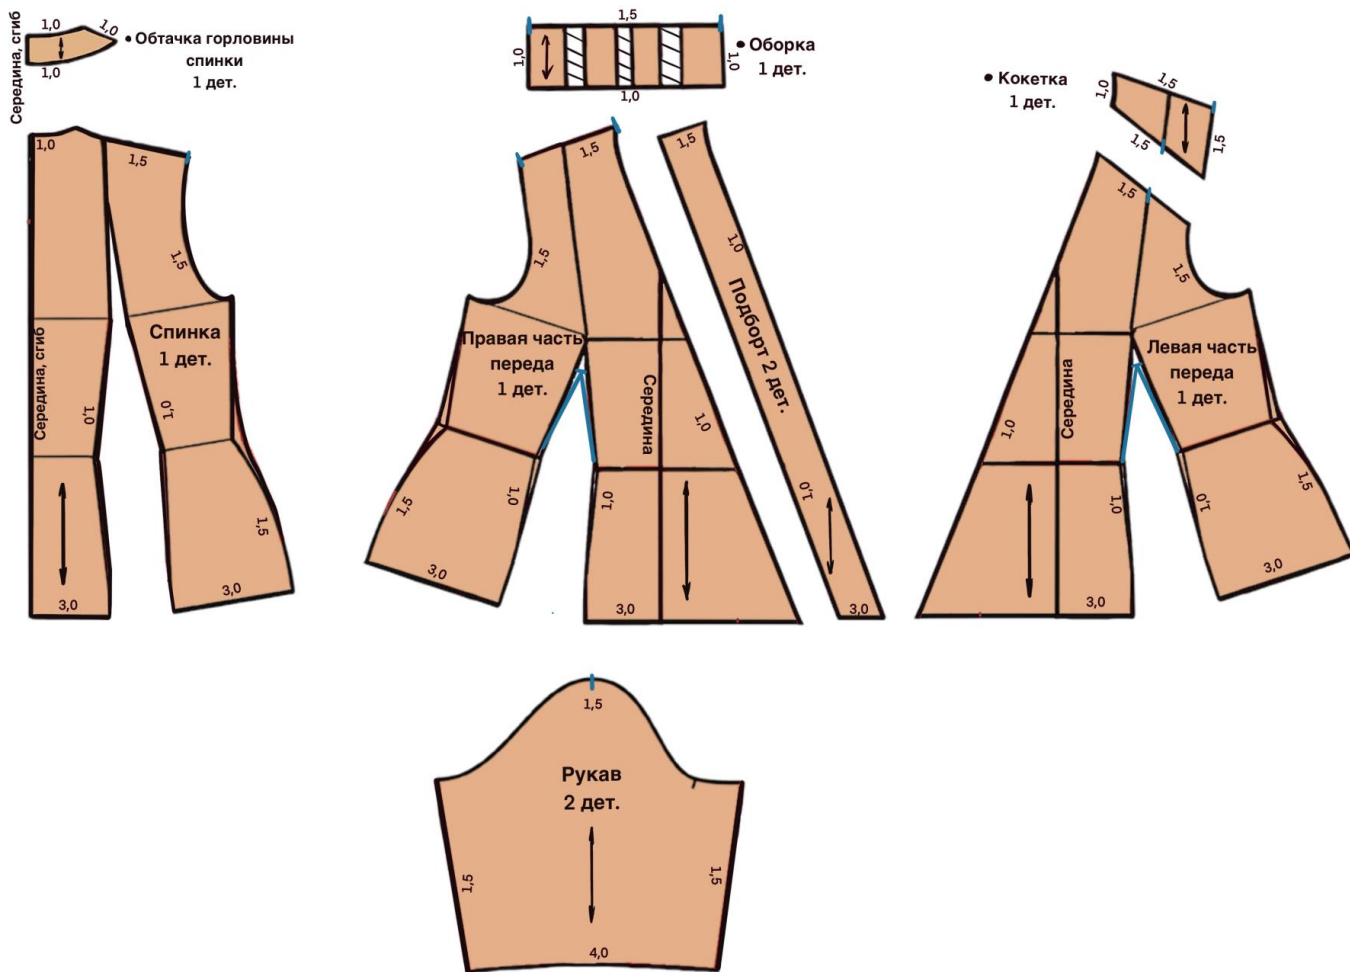 Середина, сгиб
1,0
1,0
1,0
• Обтачка горловины
спинки
1 дет.
1,5
1,0
1,0
1,0
• Оборка
1 дет.
• Кокетка
1 дет.
1,0
1,5
1,5
1,5
1,0
1,5
1,5
Середина, сгиб
Спинка
1 дет.
1,0
1,0
1,5
3,0
3,0
1,5
1,5
Правая часть
переда
1 дет.
Середина
1,0
1,5
1,0
1,0
3,0
3,0
1,5
1,0
Подборт 2 дет.
1,0
3,0
1,5
1,5
Левая часть
переда
1 дет.
Середина
1,0
1,0
1,0
1,5
3,0
3,0
1,5
Рукав
2 дет.
1,5
1,5
4,0